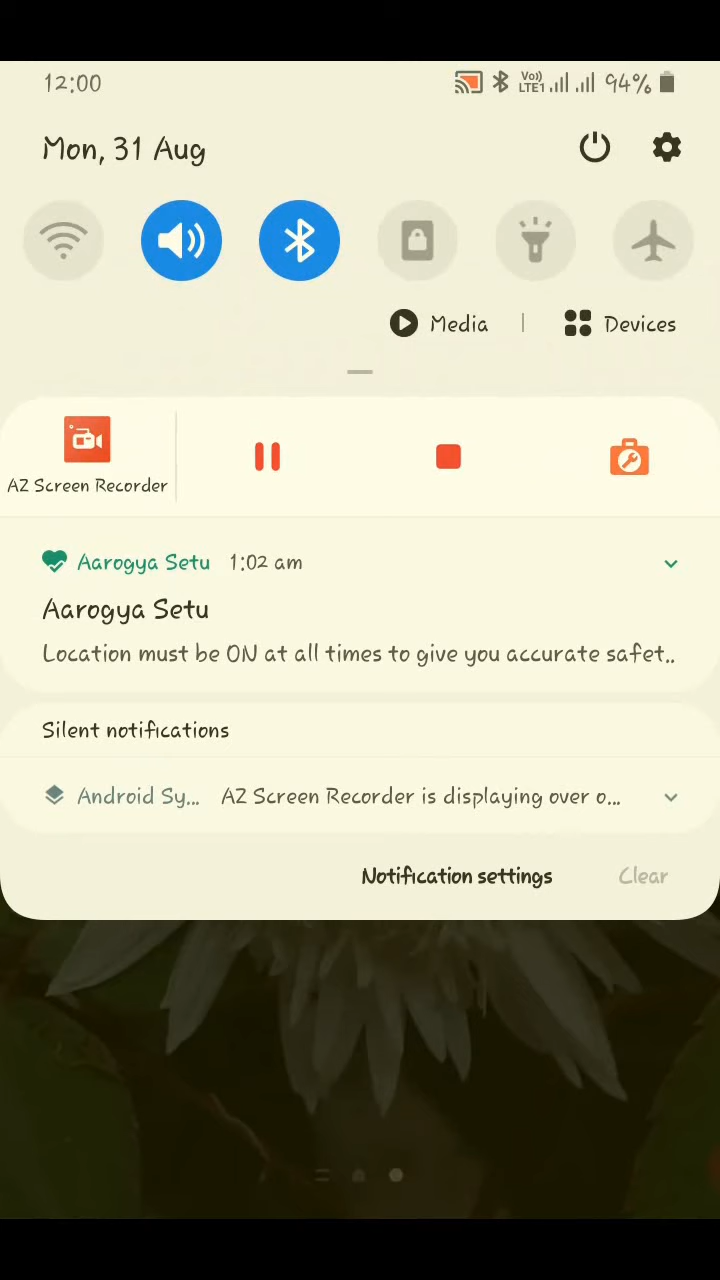 12:00
Vo)) LTE1 94%
Mon, 31 Aug
Media | Devices
AZ Screen Recorder
Aarogya Setu 1:02 am
Aarogya Setu
Location must be ON at all times to give you accurate safet..
Silent notifications
Android Sy... AZ Screen Recorder is displaying over o...
Notification settings Clear